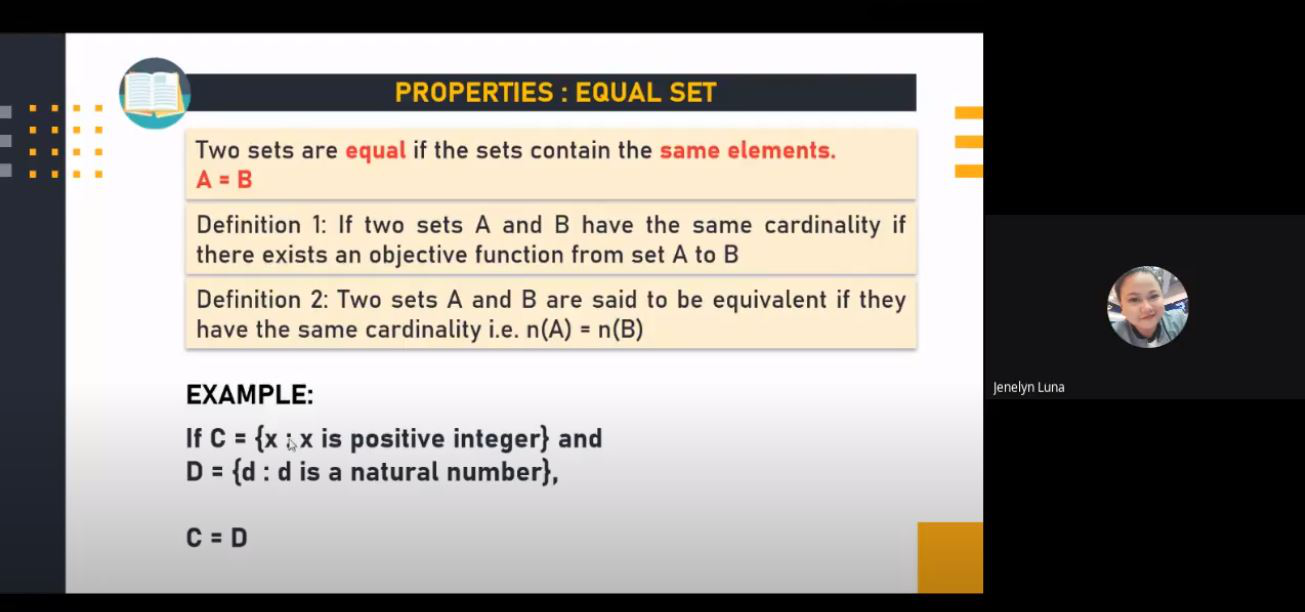 PROPERTIES : EQUAL SET
Two sets are equal if the sets contain the same elements.
A = B
Definition 1: If two sets A and B have the same cardinality if
there exists an objective function from set A to B
Definition 2: Two sets A and B are said to be equivalent if they
have the same cardinality i.e. n(A) = n(B)
EXAMPLE:
If C = {x : x is positive integer} and
D = {d : d is a natural number},
C = D
Jenelyn Luna